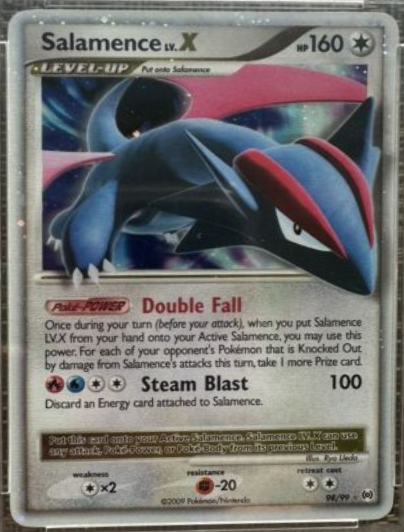 Salamence LV.X HP160
LEVEL-UP Put onto Salamence
Poké-POWER Double Fall
Once during your turn (before your attack), when you put Salamence
LV.X from your hand onto your Active Salamence, you may use this
power. For each of your opponent's Pokémon that is Knocked Out
by damage from Salamence's attacks this turn, take 1 more Prize card.
Steam Blast 100
Discard an Energy card attached to Salamence.
Put this card onto your Active Salamence. Salamence LV.X can use
any attack, Poké-Power, or Poké-Body from its previous Level.
Illus. Ryo Ueda
weakness resistance retreat cost
×2 -20
©2009 Pokémon/Nintendo 98/99